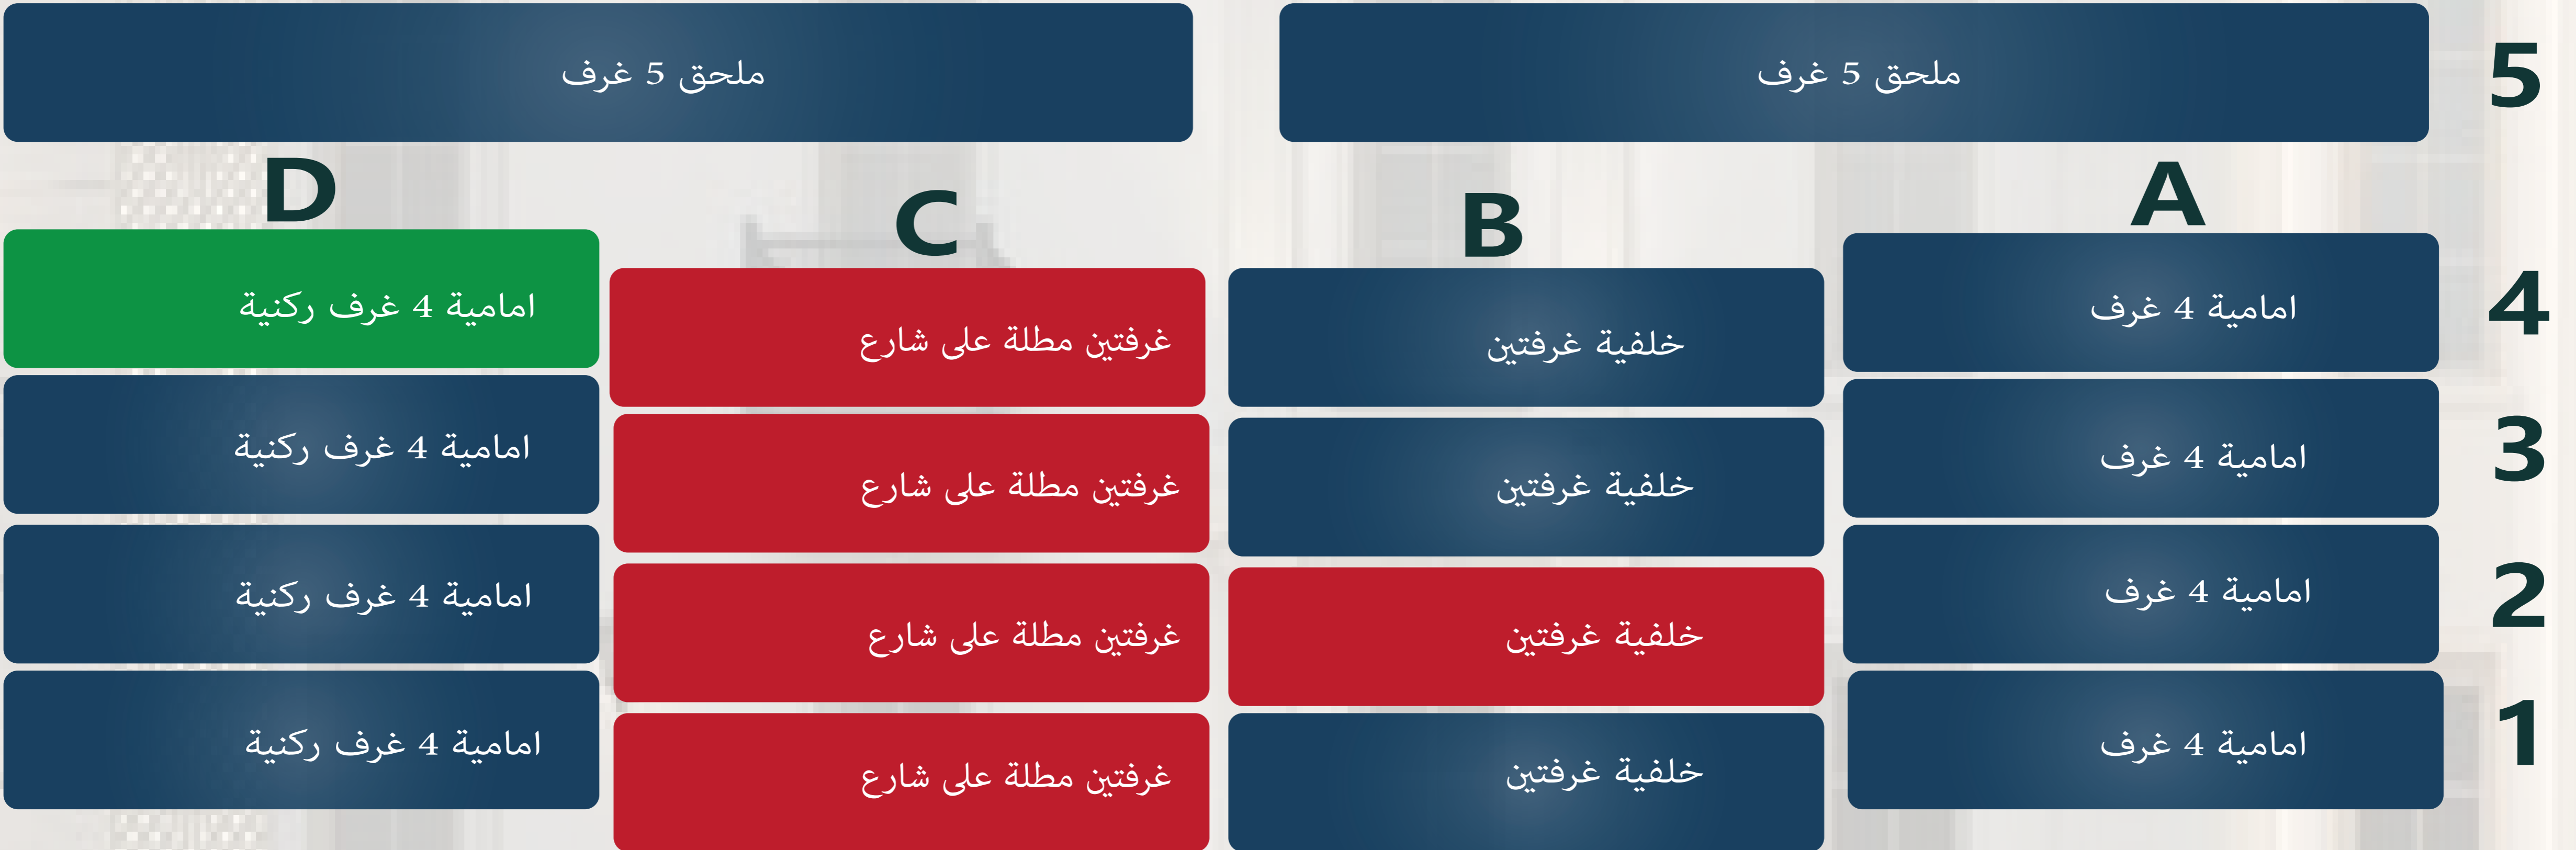 5
ملحق 5 غرف
ملحق 5 غرف
A
B
C
D
4
امامية 4 غرف
خلفية غرفتين
غرفتين مطلة على شارع
امامية 4 غرف ركنية
3
امامية 4 غرف
خلفية غرفتين
غرفتين مطلة على شارع
امامية 4 غرف ركنية
2
امامية 4 غرف
خلفية غرفتين
غرفتين مطلة على شارع
امامية 4 غرف ركنية
1
امامية 4 غرف
خلفية غرفتين
غرفتين مطلة على شارع
امامية 4 غرف ركنية